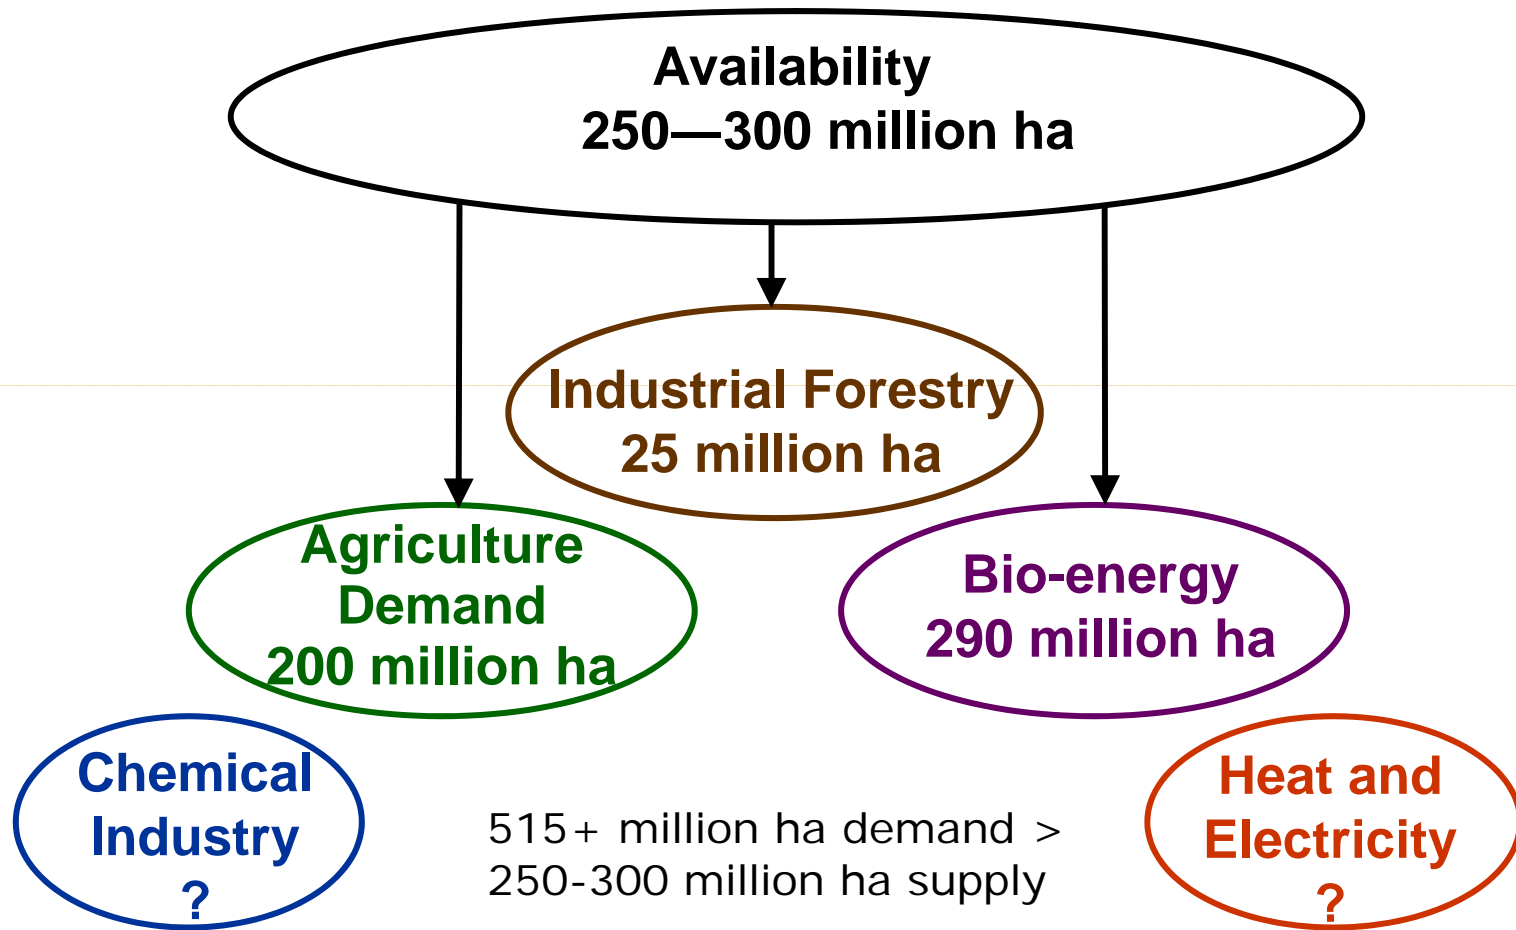 Availability
250—300 million ha
Industrial Forestry
25 million ha
Agriculture
Demand
200 million ha
Bio-energy
290 million ha
Chemical
Industry
?
515+ million ha demand >
250-300 million ha supply
Heat and
Electricity
?